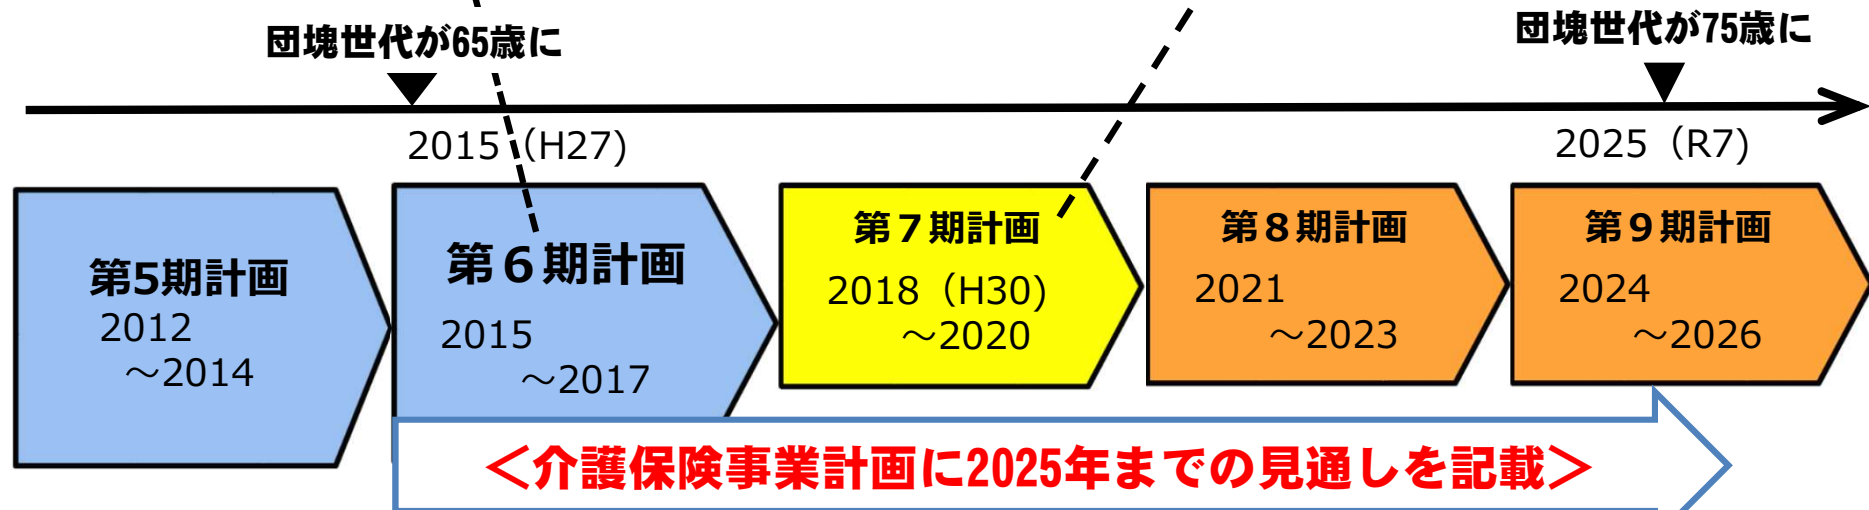 団塊世代が65歳に
団塊世代が75歳に
2015（H27)
2025（R7)
第5期計画
2012
～2014
第６期計画
2015
～2017
第７期計画
2018（H30)
～2020
第８期計画
2021
～2023
第９期計画
2024
～2026
＜介護保険事業計画に2025年までの見通しを記載＞